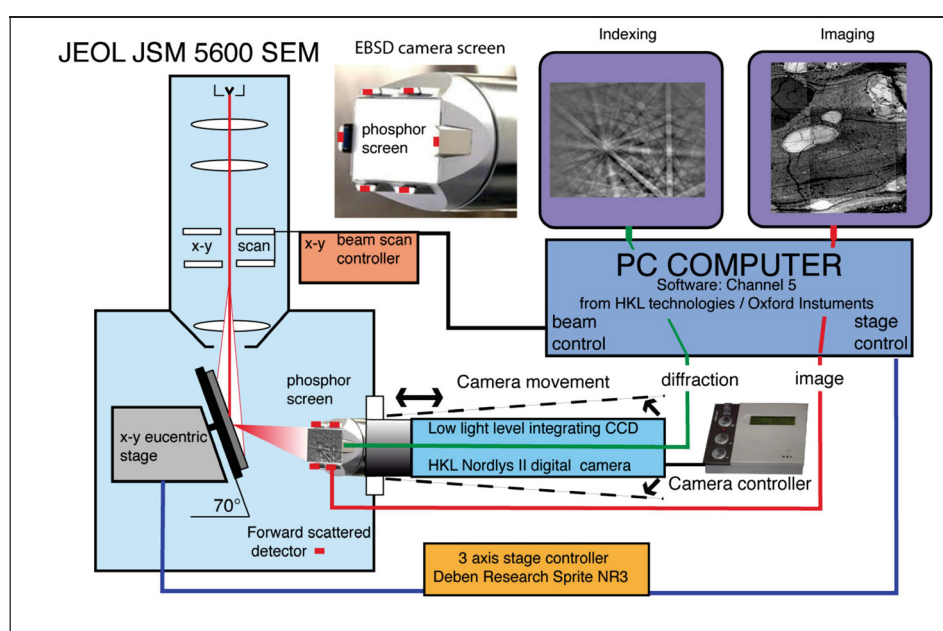 JEOL JSM 5600 SEM
EBSD camera screen
phosphor
screen
Indexing
Imaging
x-y
scan
x-y beam scan
controller
PC COMPUTER
Software: Channel 5
from HKL technologies / Oxford Instuments
beam
control
stage
control
phosphor
screen
Camera movement
diffraction
image
x-y eucentric
stage
Low light level integrating CCD
HKL Nordlys II digital camera
Camera controller
70°
Forward scattered
detector
3 axis stage controller
Deben Research Sprite NR3